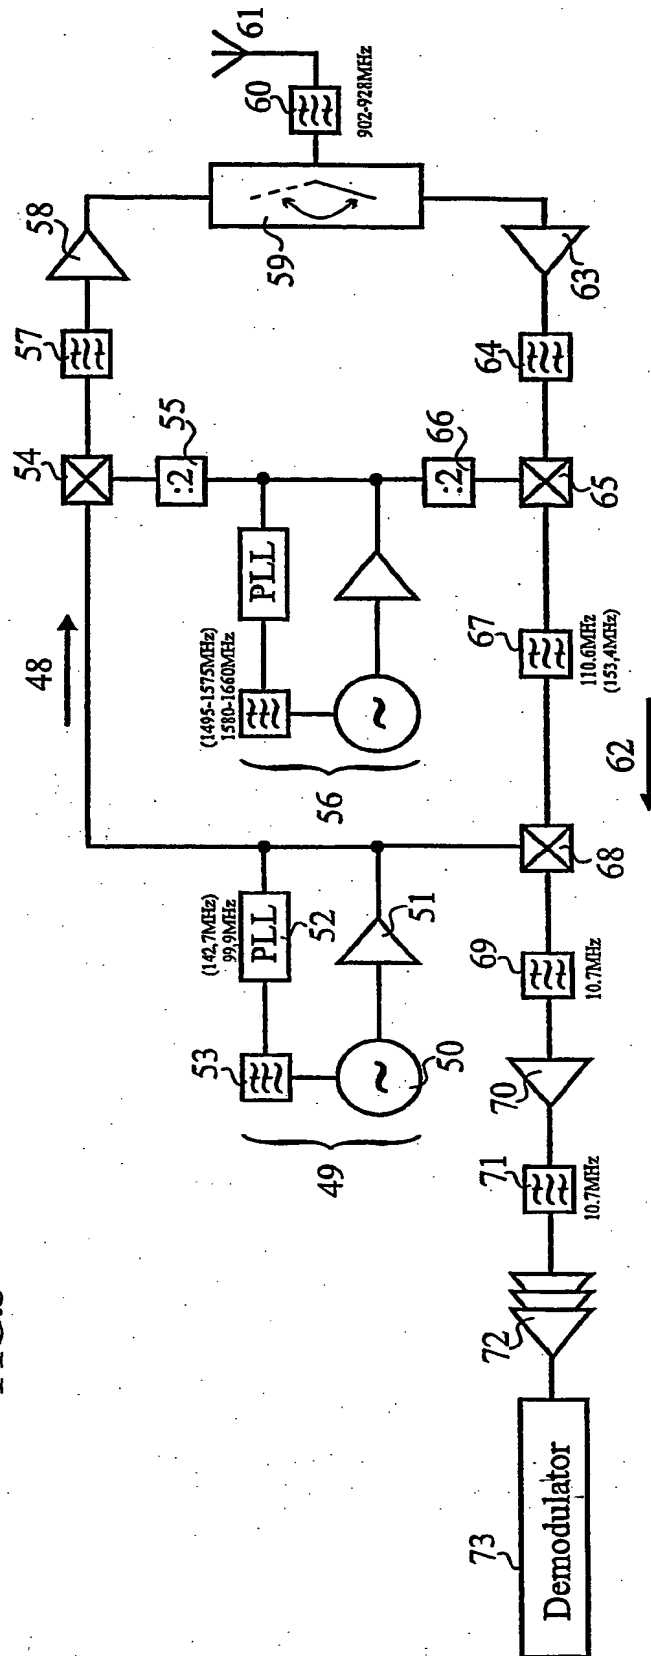 61
60
902-928MHz
58
59
63
57
64
54
55
:2
66
:2
65
48
(1495-1575MHz)
1580-1660MHz
PLL
~
56
67
110.6MHz
(153,4MHz)
62
(142,7MHz)
99,9MHz
PLL
52
51
68
53
~
50
49
69
10.7MHz
70
71
10.7MHz
72
73
Demodulator